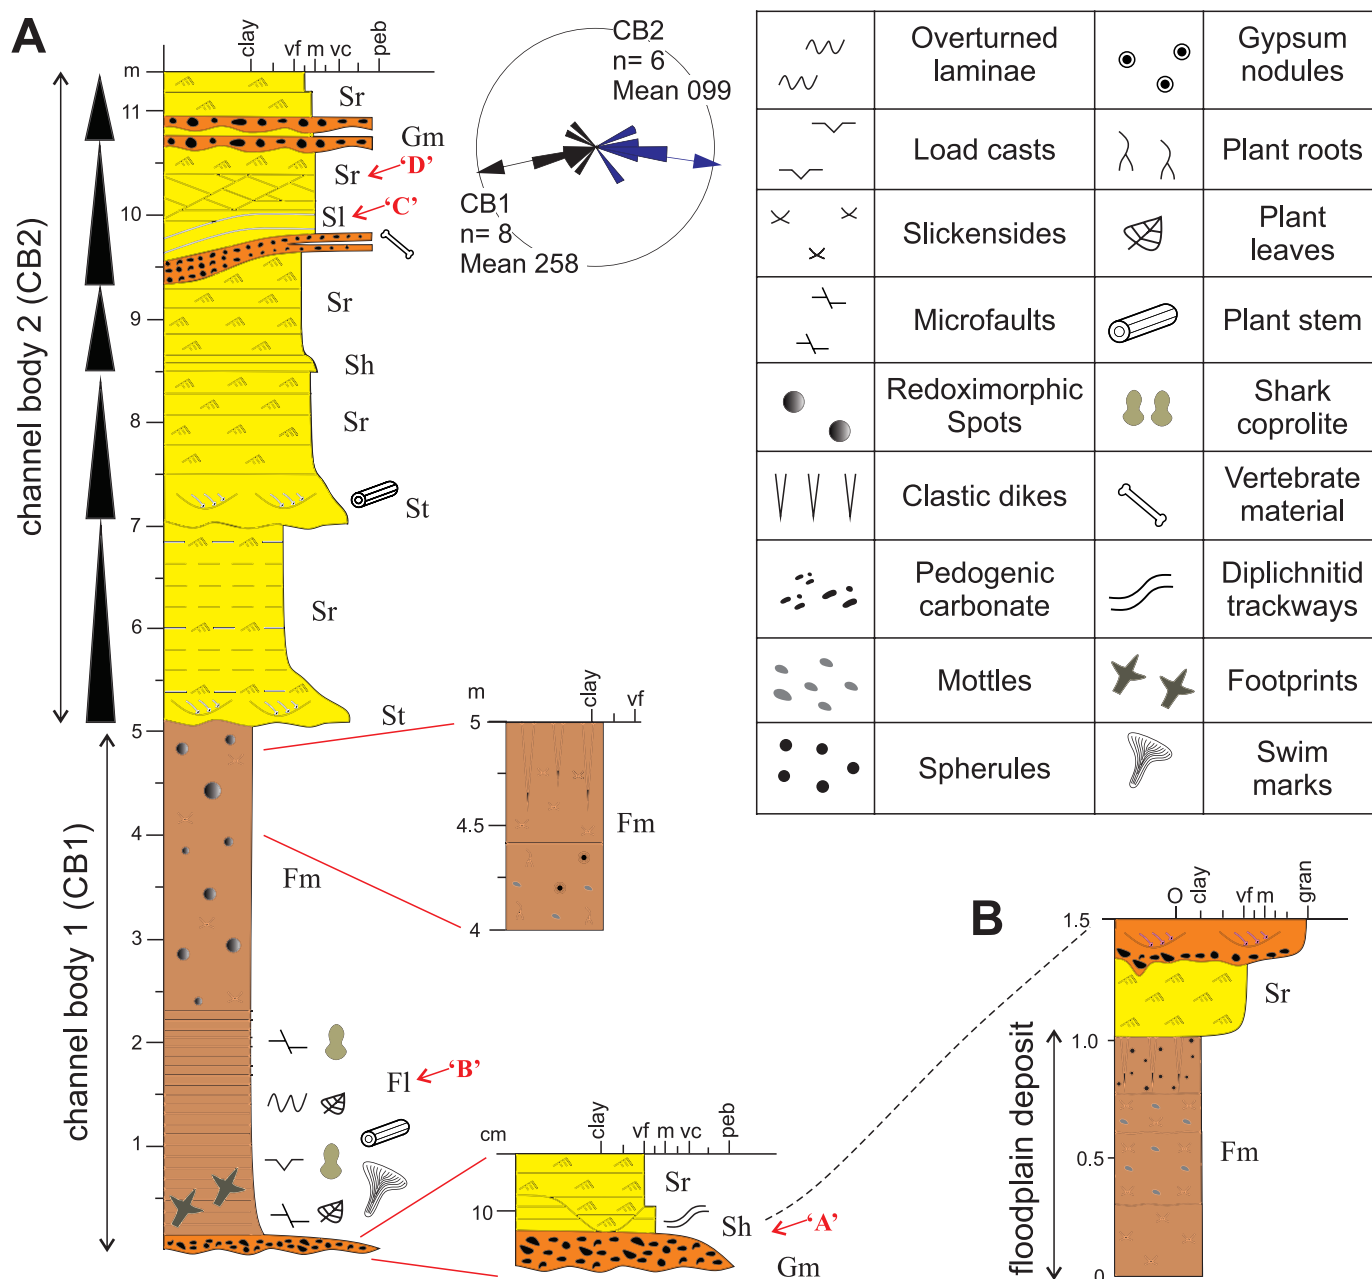 A
clay
vf m vc
peb
m
11
10
9
8
7
6
5
4
3
2
1
channel body 2 (CB2)
channel body 1 (CB1)
Sr
Gm
Sr
‘D’
Sl
‘C’
Sr
Sh
Sr
St
Sr
St
Fm
Fl
‘B’
CB2
n= 6
Mean 099
CB1
n= 8
Mean 258
m
clay
vf
5
4.5
4
Fm
cm
clay
vf m vc
peb
10
Sr
Sh
‘A’
Gm
Overturned
laminae
Gypsum
nodules
Load casts
Plant roots
Slickensides
Plant
leaves
Microfaults
Plant stem
Redoximorphic
Spots
Shark
coprolite
Clastic dikes
Vertebrate
material
Pedogenic
carbonate
Diplichnitid
trackways
Mottles
Footprints
Spherules
Swim
marks
B
O
clay
vf m
gran
1.5
1.0
0.5
0
Sr
Fm
floodplain deposit